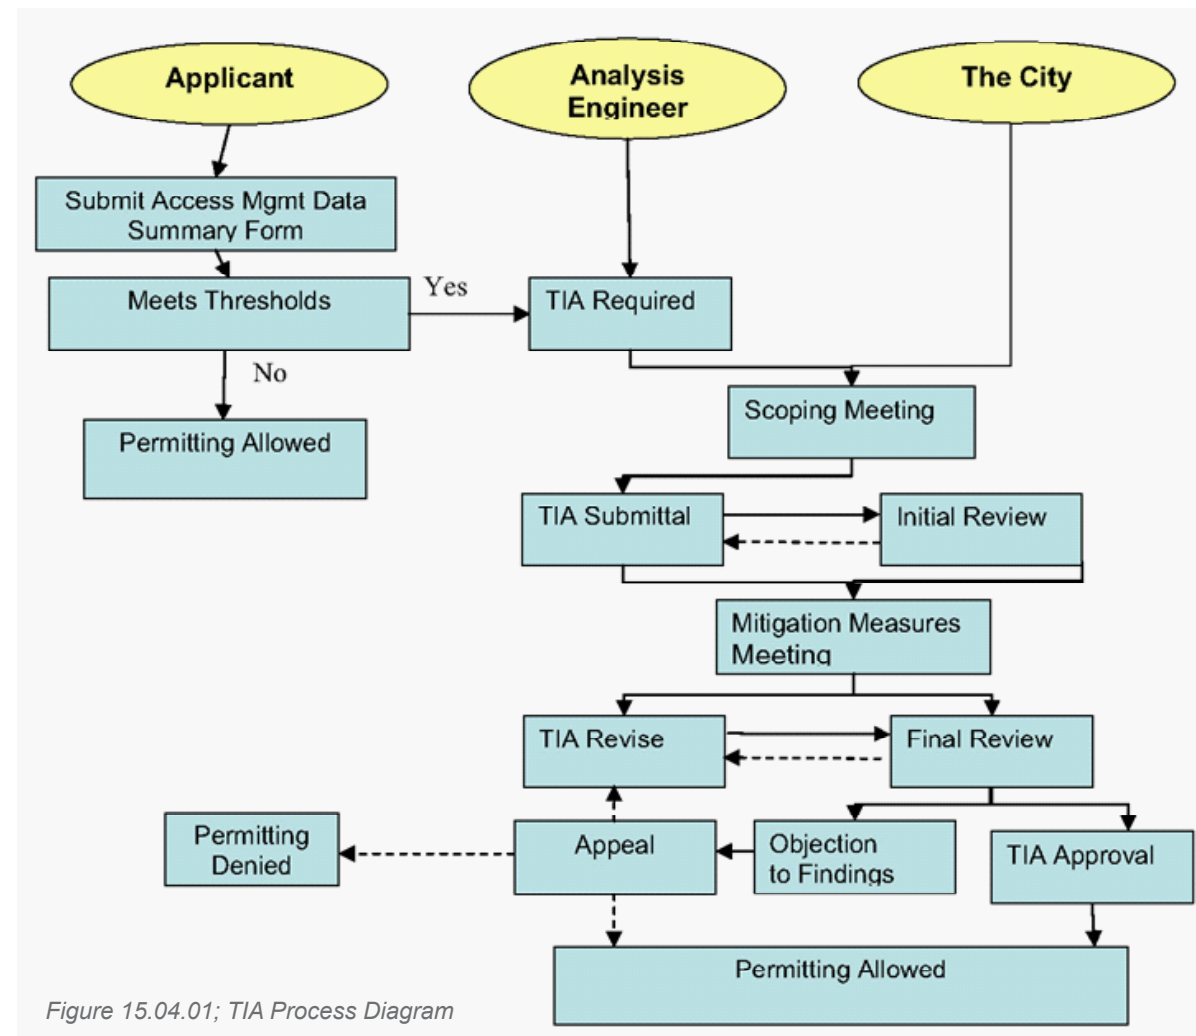 Applicant
Analysis
Engineer
The City
Submit Access Mgmt Data
Summary Form
Meets Thresholds
Yes
TIA Required
No
Permitting Allowed
Scoping Meeting
TIA Submittal
Initial Review
Mitigation Measures
Meeting
TIA Revise
Final Review
Permitting
Denied
Appeal
Objection
to Findings
TIA Approval
Permitting Allowed
Figure 15.04.01; TIA Process Diagram